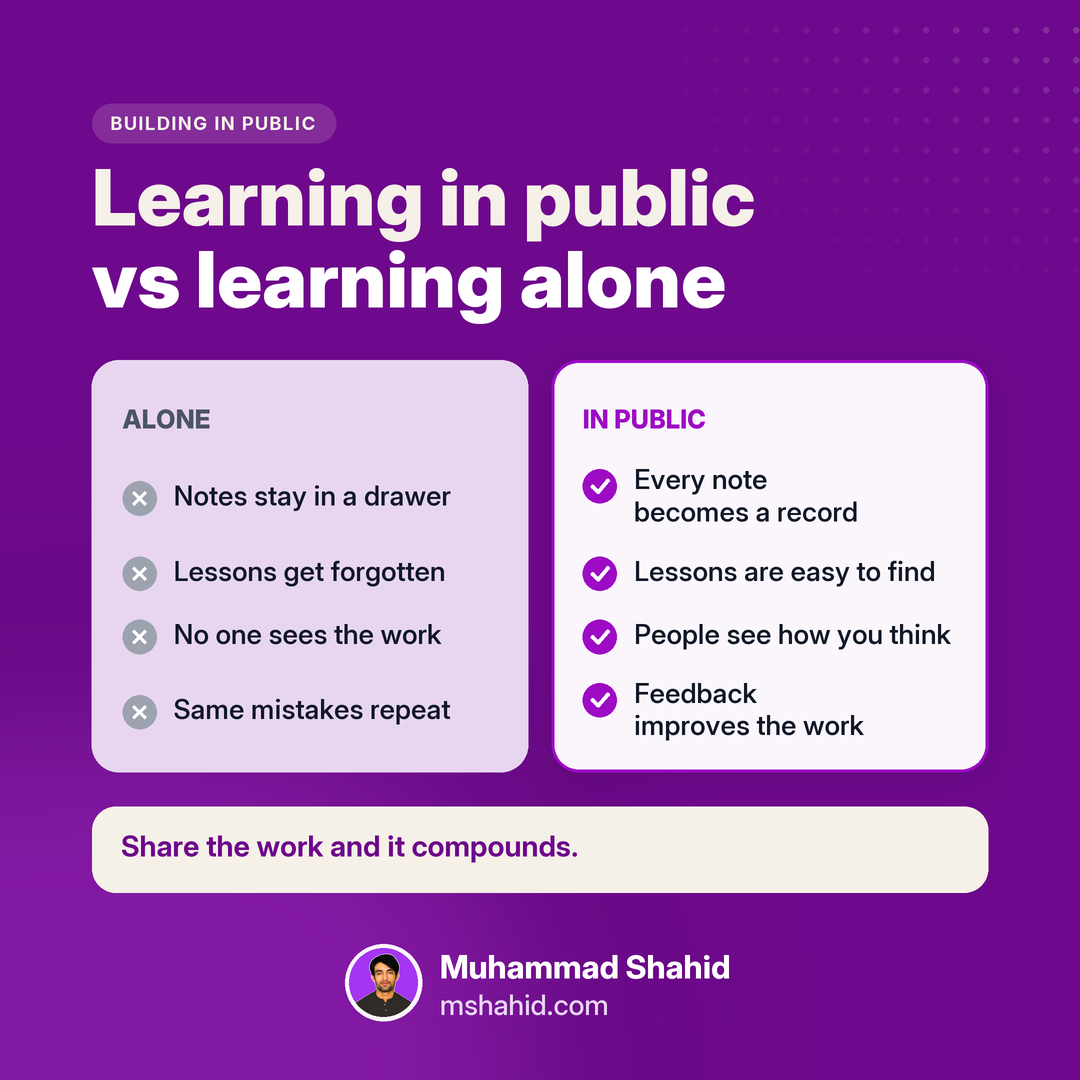 BUILDING IN PUBLIC
Learning in public
vs learning alone
ALONE
Notes stay in a drawer
Lessons get forgotten
No one sees the work
Same mistakes repeat
IN PUBLIC
Every note
becomes a record
Lessons are easy to find
People see how you think
Feedback
improves the work
Share the work and it compounds.
Muhammad Shahid
mshahid.com